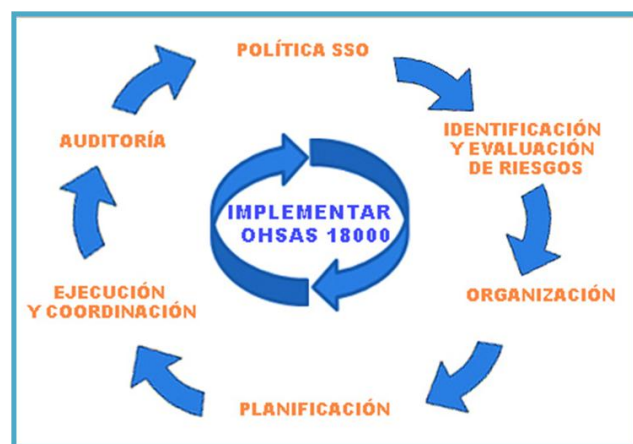 POLÍTICA SSO
IDENTIFICACIÓN
Y EVALUACIÓN
DE RIESGOS
ORGANIZACIÓN
PLANIFICACIÓN
EJECUCIÓN
Y COORDINACIÓN
AUDITORÍA
IMPLEMENTAR
OHSAS 18000